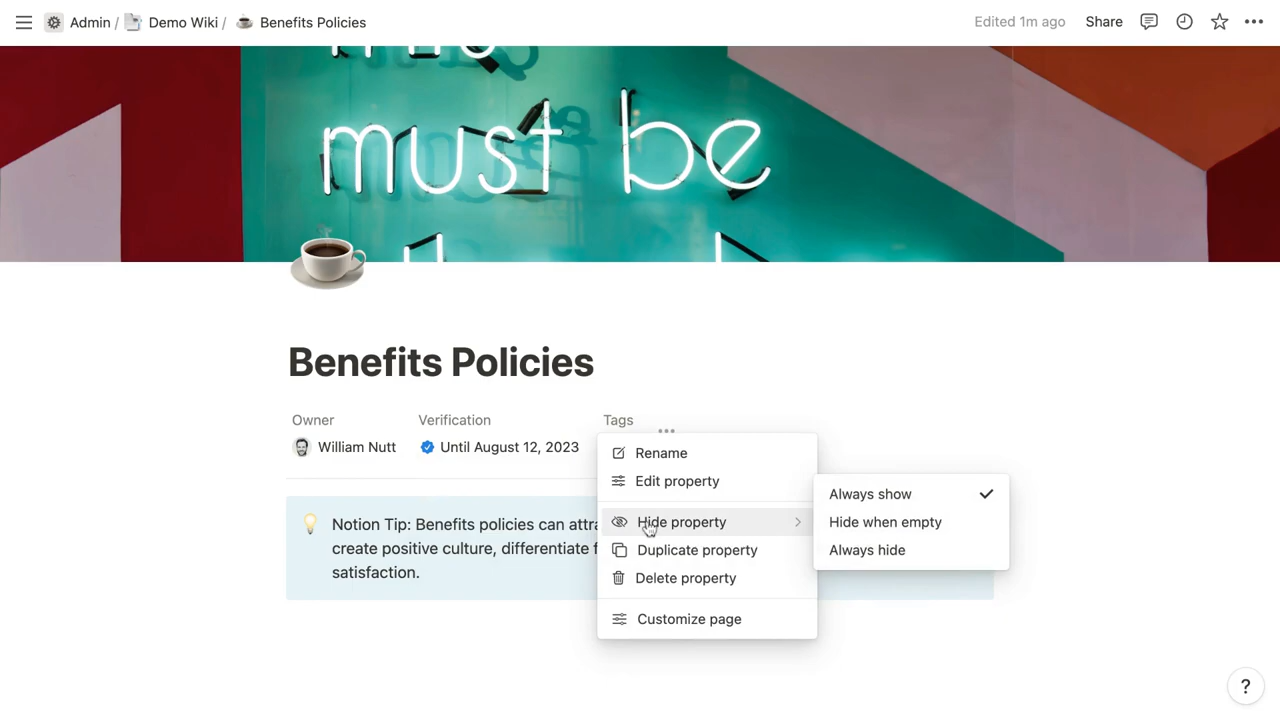 Admin / Demo Wiki / Benefits Policies
Edited 1m ago Share
must be
Benefits Policies
Owner Verification Tags
William Nutt Until August 12, 2023
Notion Tip: Benefits policies can
create positive culture, differentiate
satisfaction.
Rename
Edit property
Hide property
Duplicate property
Delete property
Customize page
Always show
Hide when empty
Always hide
?